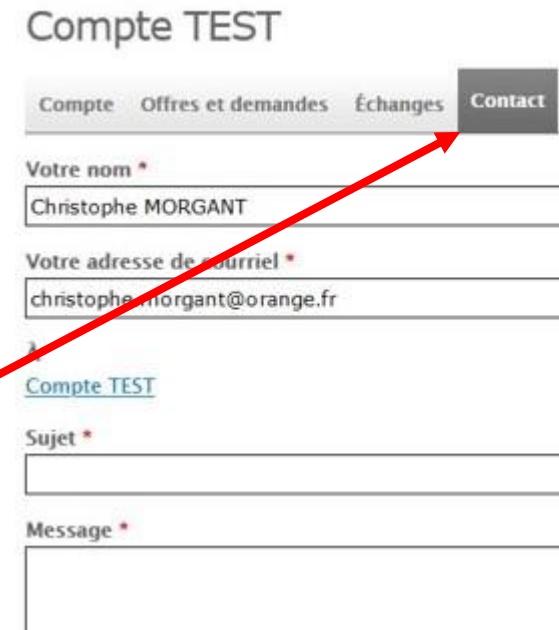 Compte TEST
Compte Offres et demandes Échanges Contact
Votre nom *
Christophe MORGANT
Votre adresse de courriel *
christophe.morgant@orange.fr
À
Compte TEST
Sujet *
Message *